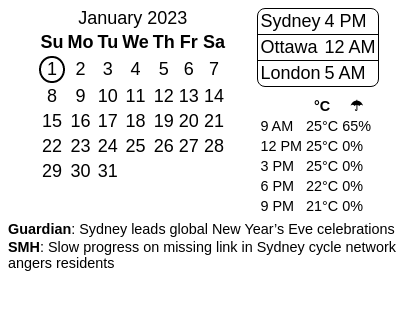 January 2023
Su Mo Tu We Th Fr Sa
1 2 3 4 5 6 7
8 9 10 11 12 13 14
15 16 17 18 19 20 21
22 23 24 25 26 27 28
29 30 31
Sydney 4 PM
Ottawa 12 AM
London 5 AM
°C ☂
9 AM 25°C 65%
12 PM 25°C 0%
3 PM 25°C 0%
6 PM 22°C 0%
9 PM 21°C 0%
Guardian: Sydney leads global New Year’s Eve celebrations
SMH: Slow progress on missing link in Sydney cycle network
angers residents